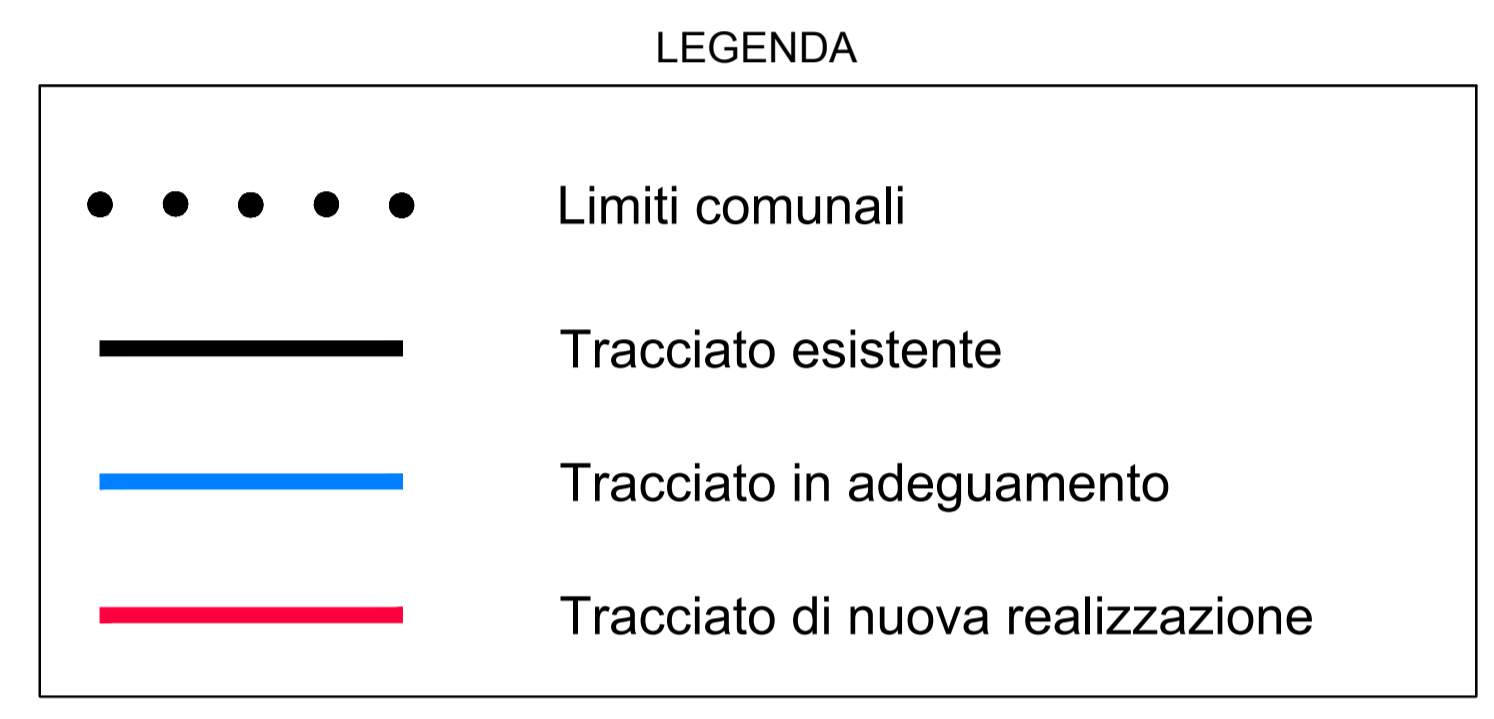 LEGENDA
Limiti comunali
Tracciato esistente
Tracciato in adeguamento
Tracciato di nuova realizzazione